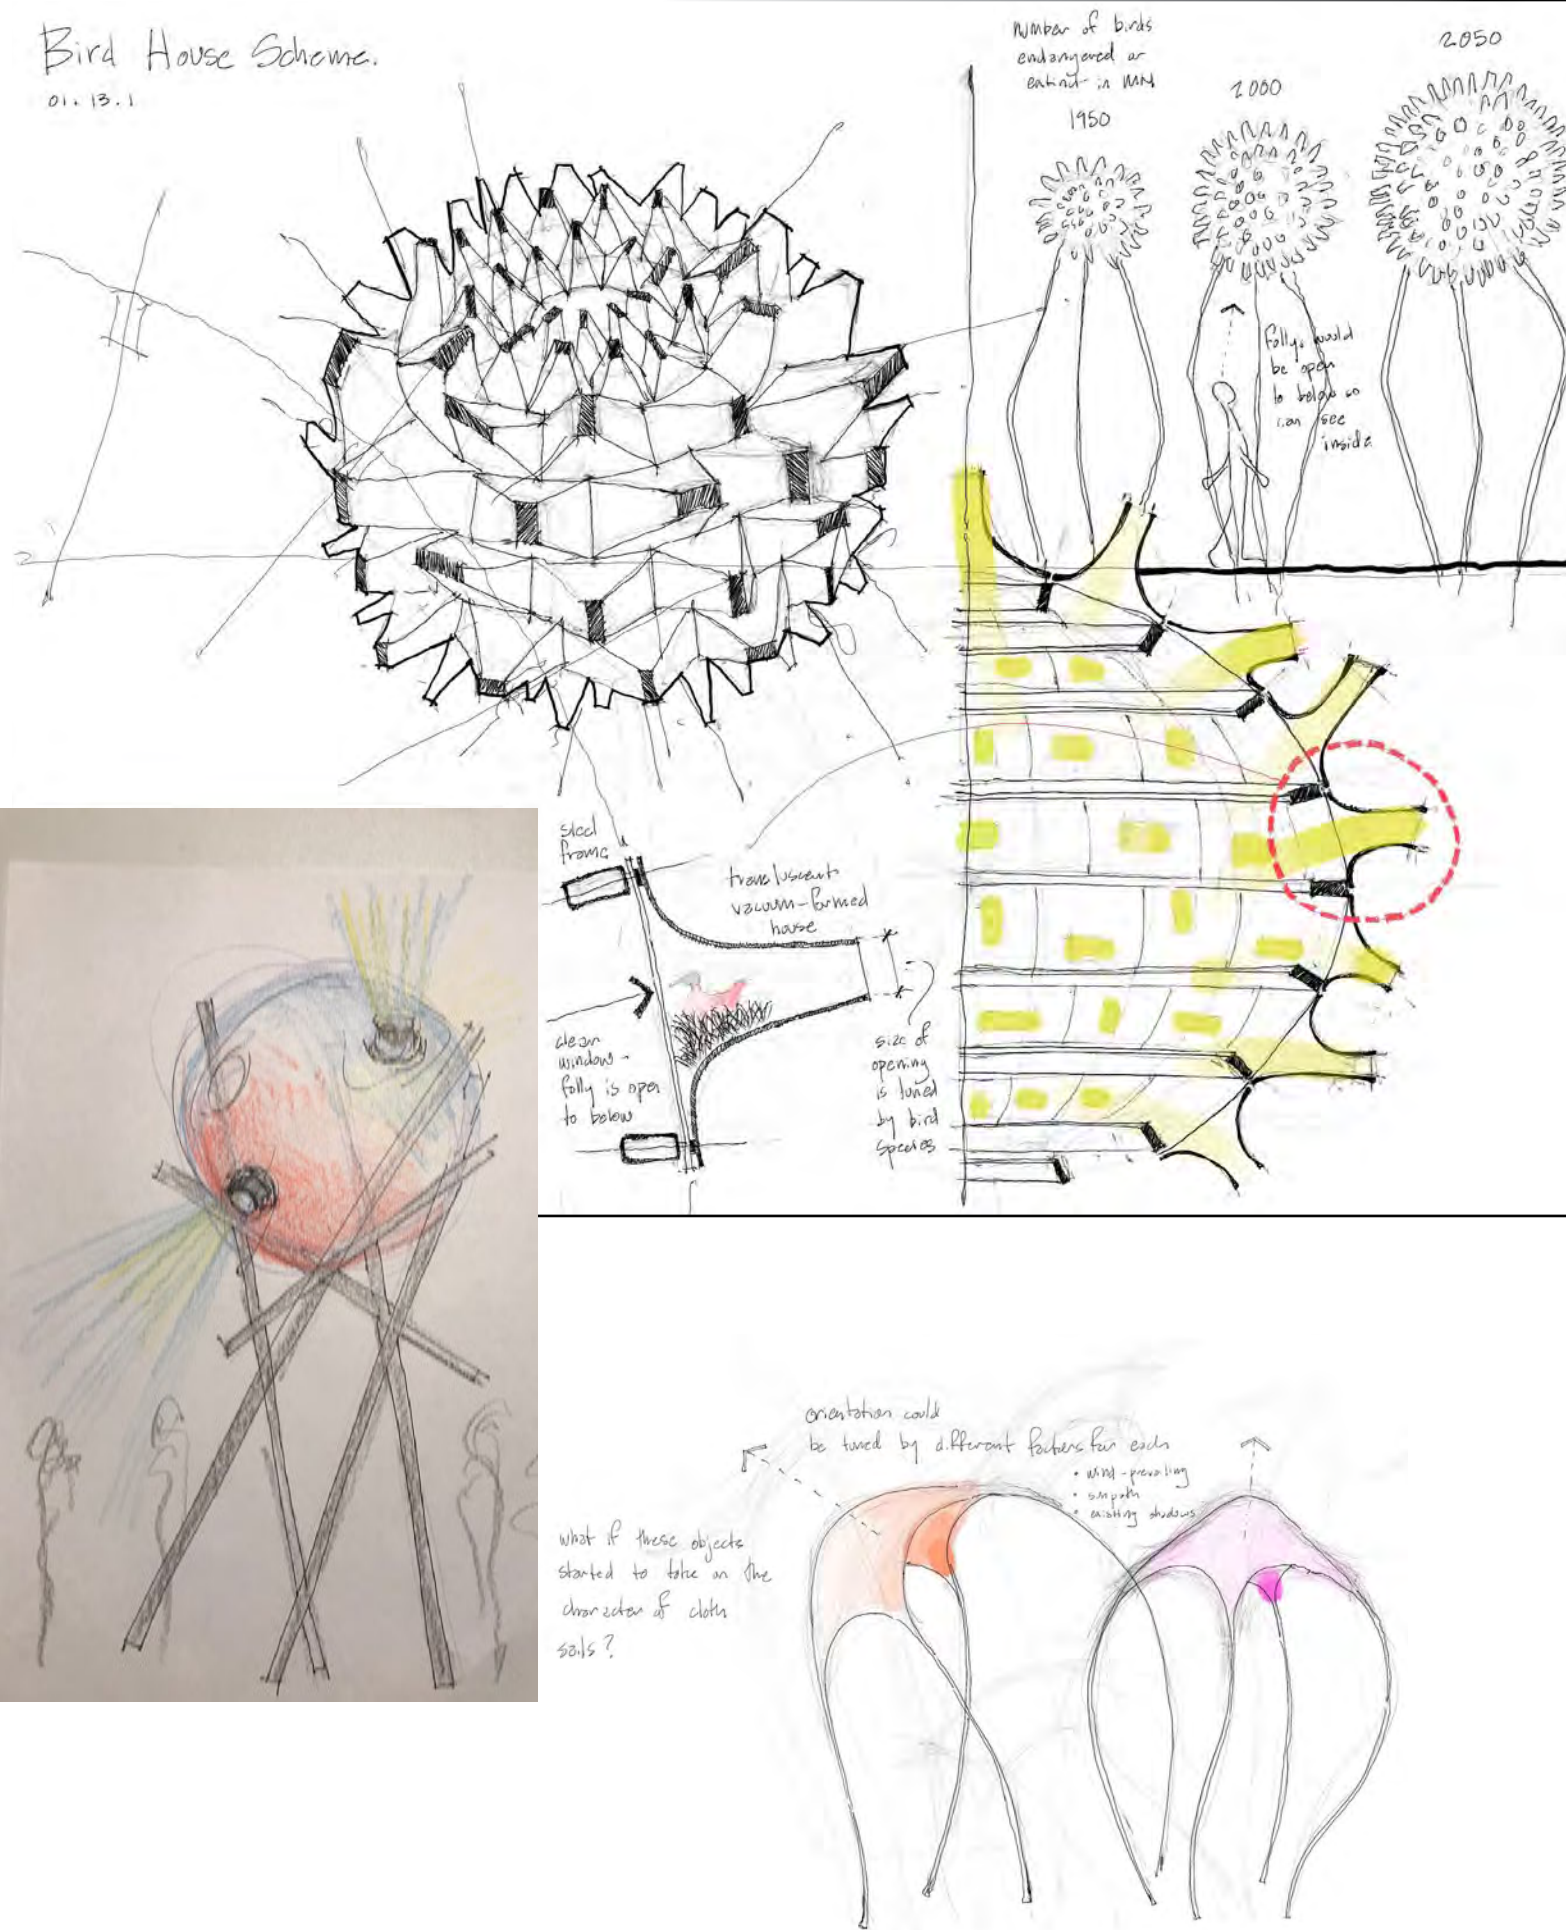 Bird House Scheme.
01.13.1
number of birds
endangered or
extinct in MN
1950
2000
2050
follys would
be open
to below so
can see
inside
steel
frame
translucent
vacuum-formed
house
clear
window -
folly is open
to below
size of
opening
is tuned
by bird
species
orientation could
be tuned by different factors for each
• wind-prevailing
• sunpath
• existing shadows
what if these objects
started to take on the
character of cloth
sails?